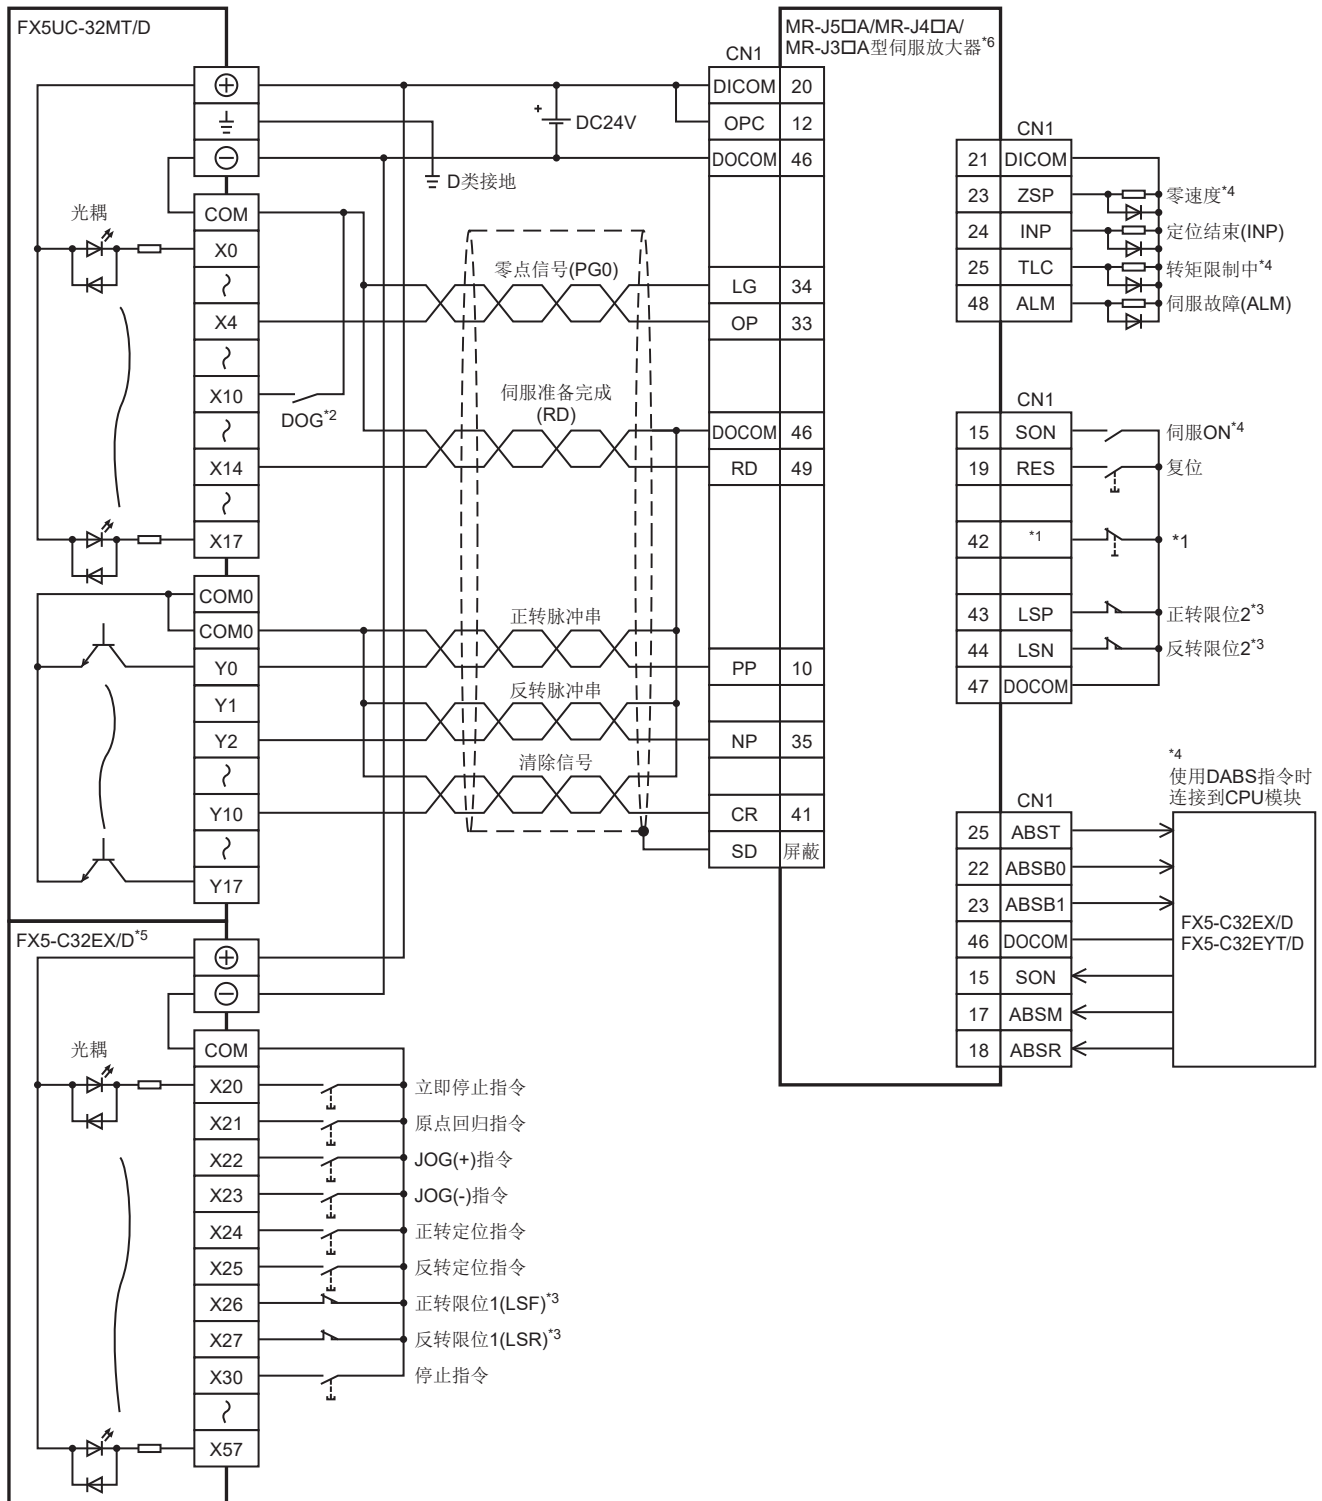 FX5UC-32MT/D
COM
光耦
X0
X4
X10
X14
X17
COM0
COM0
Y0
Y1
Y2
Y10
Y17
DC24V
D类接地
零点信号(PG0)
DOG*2
伺服准备完成
(RD)
正转脉冲串
反转脉冲串
清除信号
MR-J5□A/MR-J4□A/
MR-J3□A型伺服放大器*6
CN1
DICOM 20
OPC 12
DOCOM 46
LG 34
OP 33
DOCOM 46
RD 49
PP 10
NP 35
CR 41
SD 屏蔽
CN1
21 DICOM
23 ZSP 零速度*4
24 INP 定位结束(INP)
25 TLC 转矩限制中*4
48 ALM 伺服故障(ALM)
CN1
15 SON 伺服ON*4
19 RES 复位
42 *1 *1
43 LSP 正转限位2*3
44 LSN 反转限位2*3
47 DOCOM
*4
使用DABS指令时
连接到CPU模块
CN1
25 ABST
22 ABSB0
23 ABSB1
46 DOCOM
15 SON
17 ABSM
18 ABSR
FX5-C32EX/D
FX5-C32EYT/D
FX5-C32EX/D*5
COM
光耦
X20 立即停止指令
X21 原点回归指令
X22 JOG(+)指令
X23 JOG(-)指令
X24 正转定位指令
X25 反转定位指令
X26 正转限位1(LSF)*3
X27 反转限位1(LSR)*3
X30 停止指令
X57